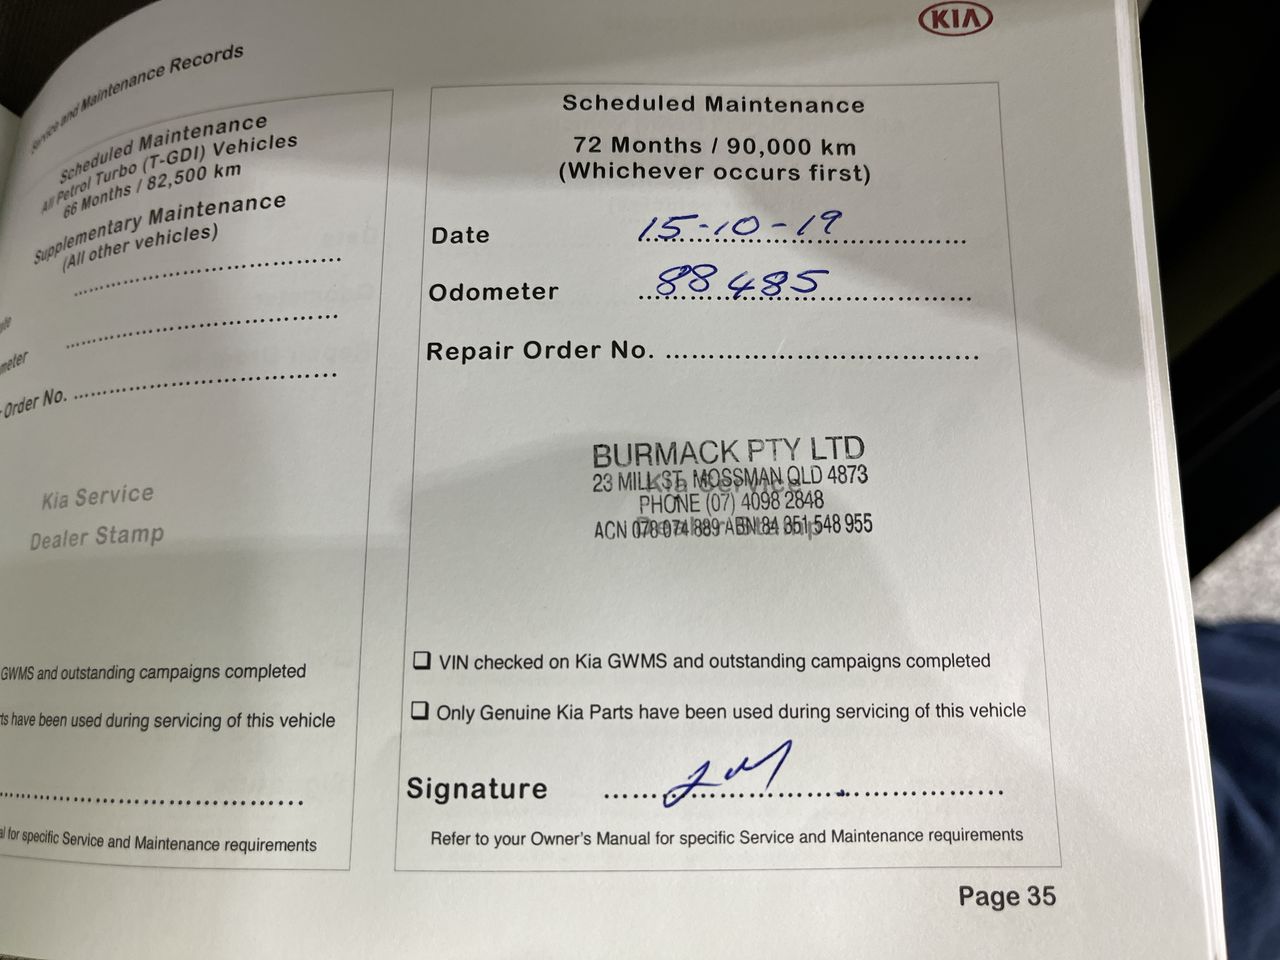 KIA
Service and Maintenance Records
Scheduled Maintenance
All Petrol Turbo (T-GDI) Vehicles
66 Months / 82,500 km
Supplementary Maintenance
(All other vehicles)
Order No. ........................................
Kia Service
Dealer Stamp
GWMS and outstanding campaigns completed
have been used during servicing of this vehicle
for specific Service and Maintenance requirements
Scheduled Maintenance
72 Months / 90,000 km
(Whichever occurs first)
Date 15-10-19
Odometer 88485
Repair Order No. ........................................
BURMACK PTY LTD
23 MILL ST, MOSSMAN QLD 4873
Kia Service
PHONE (07) 4098 2848
ACN 078 074 889 ABN 84 351 548 955
Dealer Stamp
❑ VIN checked on Kia GWMS and outstanding campaigns completed
❑ Only Genuine Kia Parts have been used during servicing of this vehicle
Signature
Refer to your Owner's Manual for specific Service and Maintenance requirements
Page 35